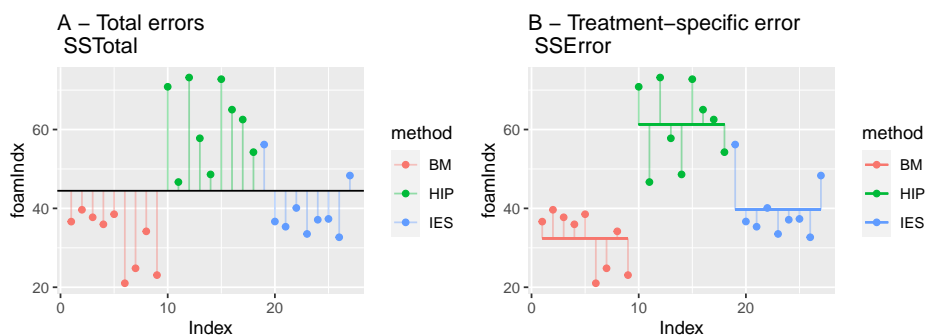 A – Total errors
SSTotal
foamIndx
60
40
20
0
10
20
Index
method
BM
HIP
IES
B – Treatment–specific error
SSError
foamIndx
60
40
20
0
10
20
Index
method
BM
HIP
IES